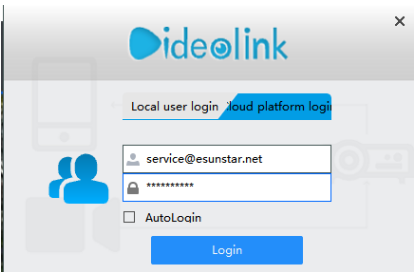 Videolink
Local user login loud platform logi
service@esunstar.net
**********
AutoLogin
Login